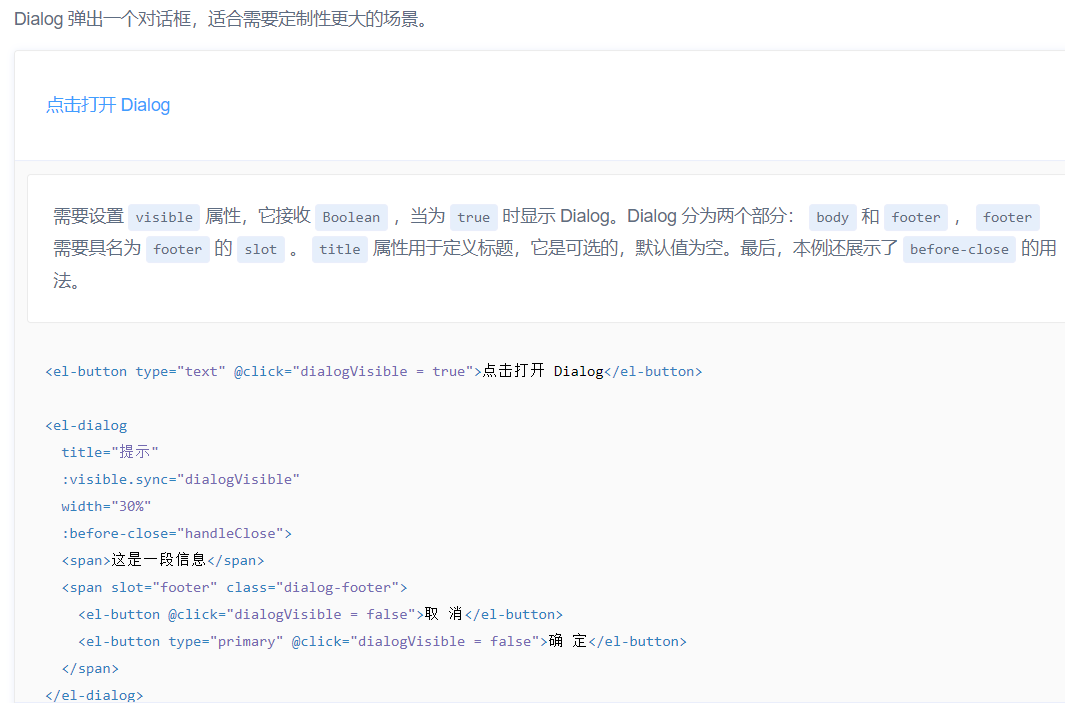 Dialog 弹出一个对话框，适合需要定制性更大的场景。
点击打开 Dialog
需要设置 visible 属性，它接收 Boolean ，当为 true 时显示 Dialog。Dialog 分为两个部分： body 和 footer ， footer
需要具名为 footer 的 slot 。 title 属性用于定义标题，它是可选的，默认值为空。最后，本例还展示了 before-close 的用
法。
<el-button type="text" @click="dialogVisible = true">点击打开 Dialog</el-button>
<el-dialog
  title="提示"
  :visible.sync="dialogVisible"
  width="30%"
  :before-close="handleClose">
  <span>这是一段信息</span>
  <span slot="footer" class="dialog-footer">
    <el-button @click="dialogVisible = false">取 消</el-button>
    <el-button type="primary" @click="dialogVisible = false">确 定</el-button>
  </span>
</el-dialog>